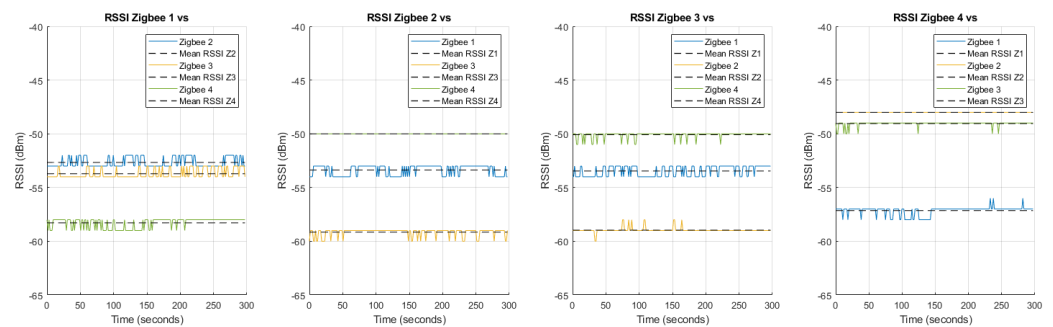 RSSI Zigbee 1 vs
-40
-45
-50
-55
-60
-65
RSSI (dBm)
0 50 100 150 200 250 300
Time (seconds)
Zigbee 2
Mean RSSI Z2
Zigbee 3
Mean RSSI Z3
Zigbee 4
Mean RSSI Z4
RSSI Zigbee 2 vs
-40
-45
-50
-55
-60
-65
RSSI (dBm)
0 50 100 150 200 250 300
Time (seconds)
Zigbee 1
Mean RSSI Z1
Zigbee 3
Mean RSSI Z3
Zigbee 4
Mean RSSI Z4
RSSI Zigbee 3 vs
-40
-45
-50
-55
-60
-65
RSSI (dBm)
0 50 100 150 200 250 300
Time (seconds)
Zigbee 1
Mean RSSI Z1
Zigbee 2
Mean RSSI Z2
Zigbee 4
Mean RSSI Z4
RSSI Zigbee 4 vs
-40
-45
-50
-55
-60
-65
RSSI (dBm)
0 50 100 150 200 250 300
Time (seconds)
Zigbee 1
Mean RSSI Z1
Zigbee 2
Mean RSSI Z2
Zigbee 3
Mean RSSI Z3